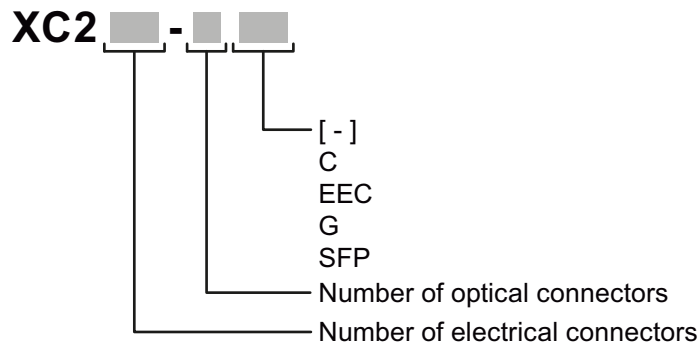 XC2 -
[ - ]
C
EEC
G
SFP
Number of optical connectors
Number of electrical connectors